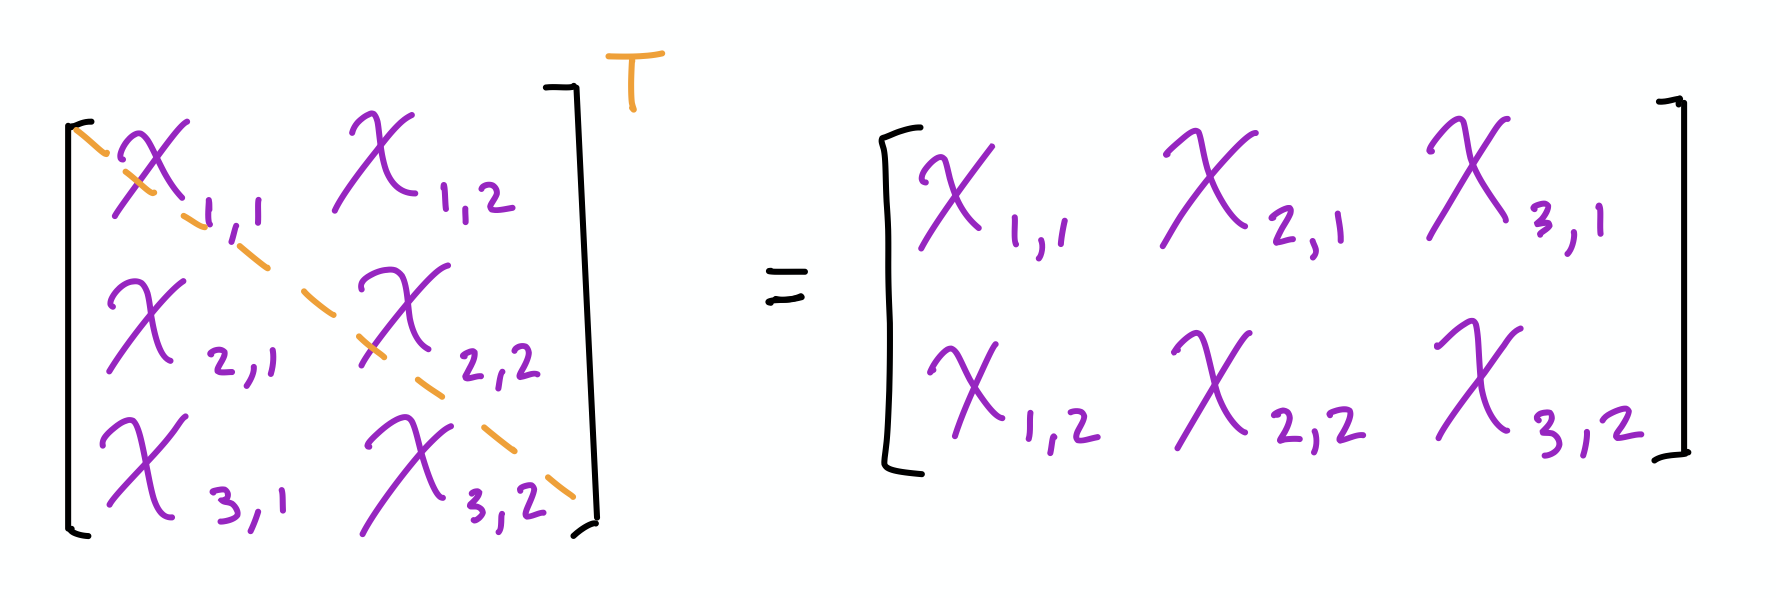 [ x1,1 x1,2 ]T = [ x1,1 x2,1 x3,1 ]
[ x2,1 x2,2 ] [ x1,2 x2,2 x3,2 ]
[ x3,1 x3,2 ]